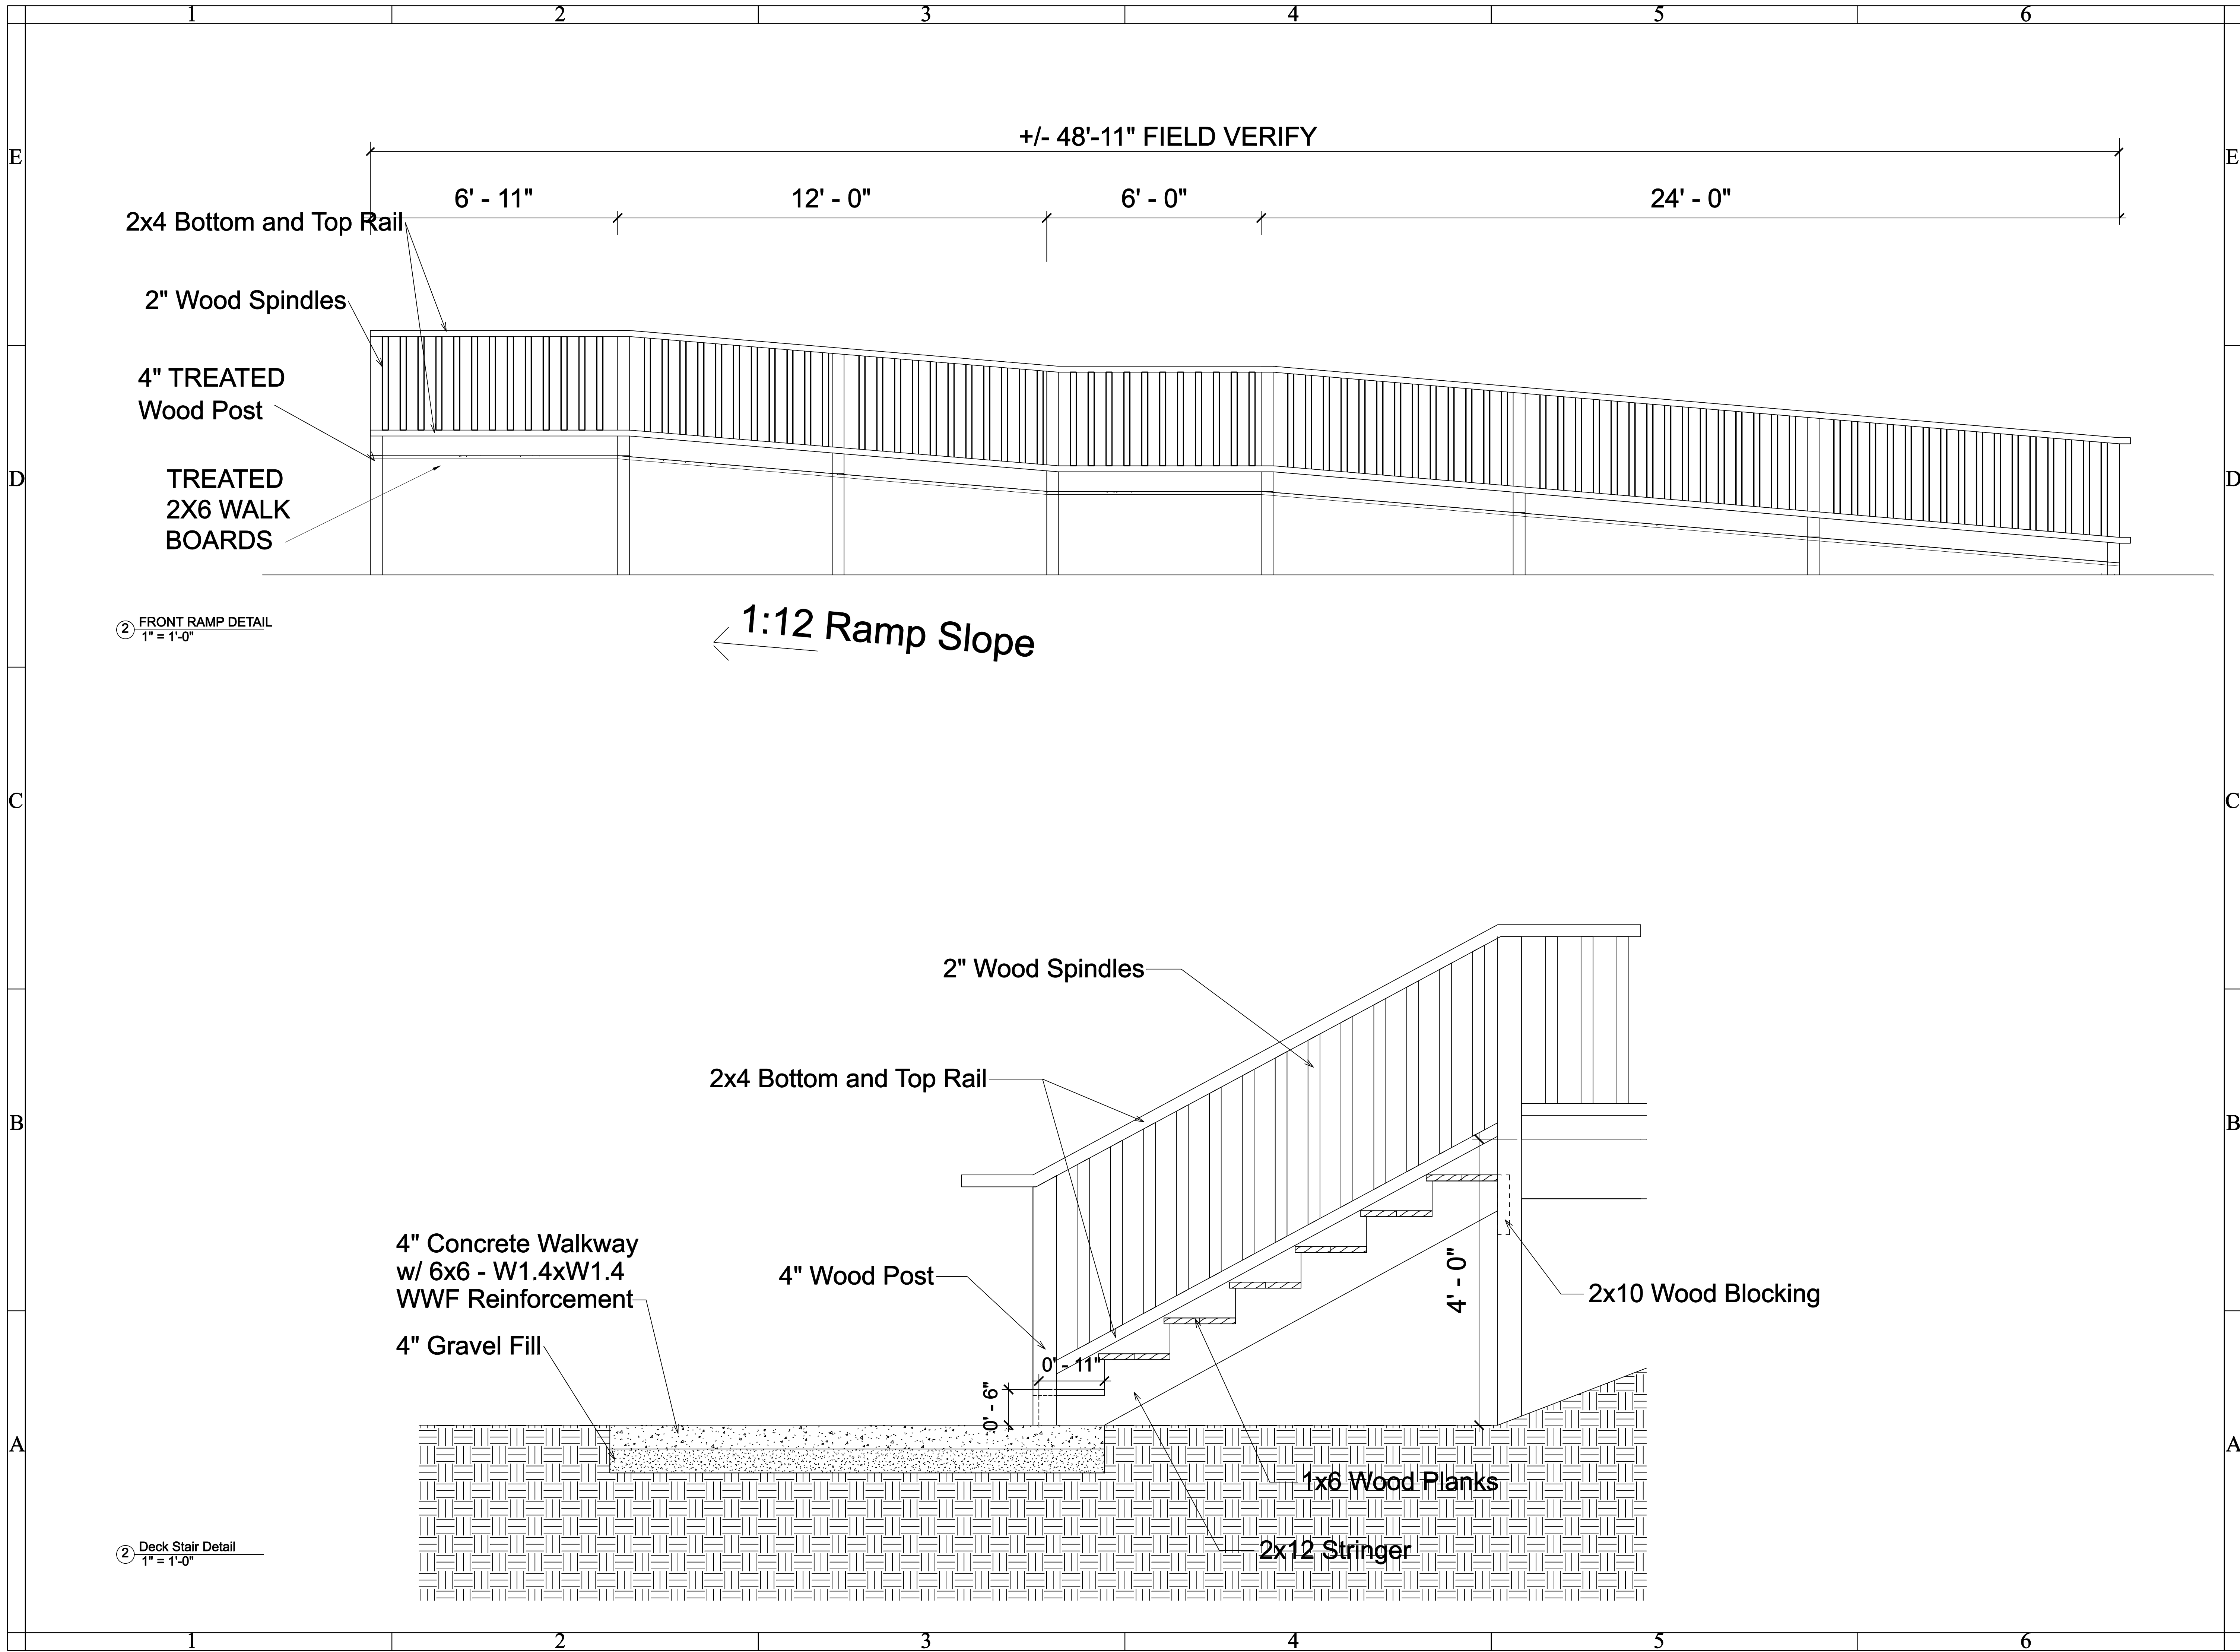 1 2 3 4 5 6
E E
+/- 48'-11" FIELD VERIFY
6' - 11" 12' - 0" 6' - 0" 24' - 0"
2x4 Bottom and Top Rail
2" Wood Spindles
4" TREATED
Wood Post
TREATED
2X6 WALK
BOARDS
D D
2 FRONT RAMP DETAIL
1" = 1'-0"
1:12 Ramp Slope
C C
2" Wood Spindles
2x4 Bottom and Top Rail
B B
4" Concrete Walkway
w/ 6x6 - W1.4xW1.4
WWF Reinforcement
4" Gravel Fill
4" Wood Post
4' - 0"
2x10 Wood Blocking
0' - 11"
0' - 6"
A A
1x6 Wood Planks
2x12 Stringer
2 Deck Stair Detail
1" = 1'-0"
1 2 3 4 5 6